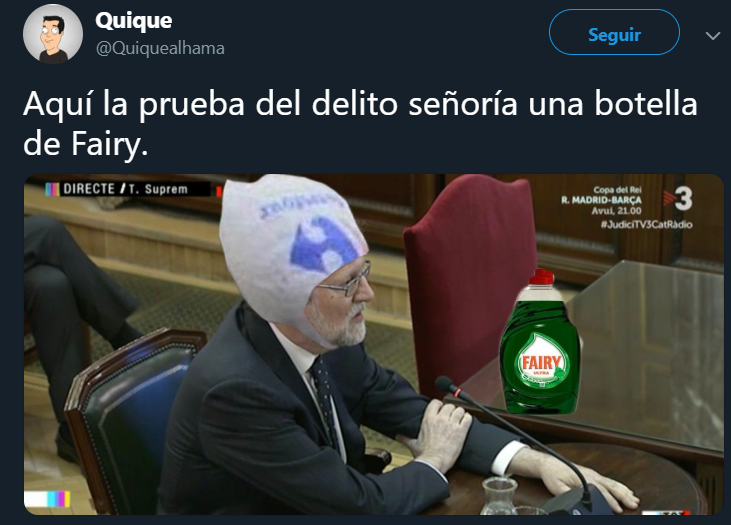 Quique
@Quiquealhama
Seguir
Aquí la prueba del delito señoría una botella
de Fairy.
DIRECTE / T. Suprem
Copa del Rei
R. MADRID-BARÇA
Avui, 21.00
#JudiciTV3CatRàdio
3
FAIRY
ULTRA